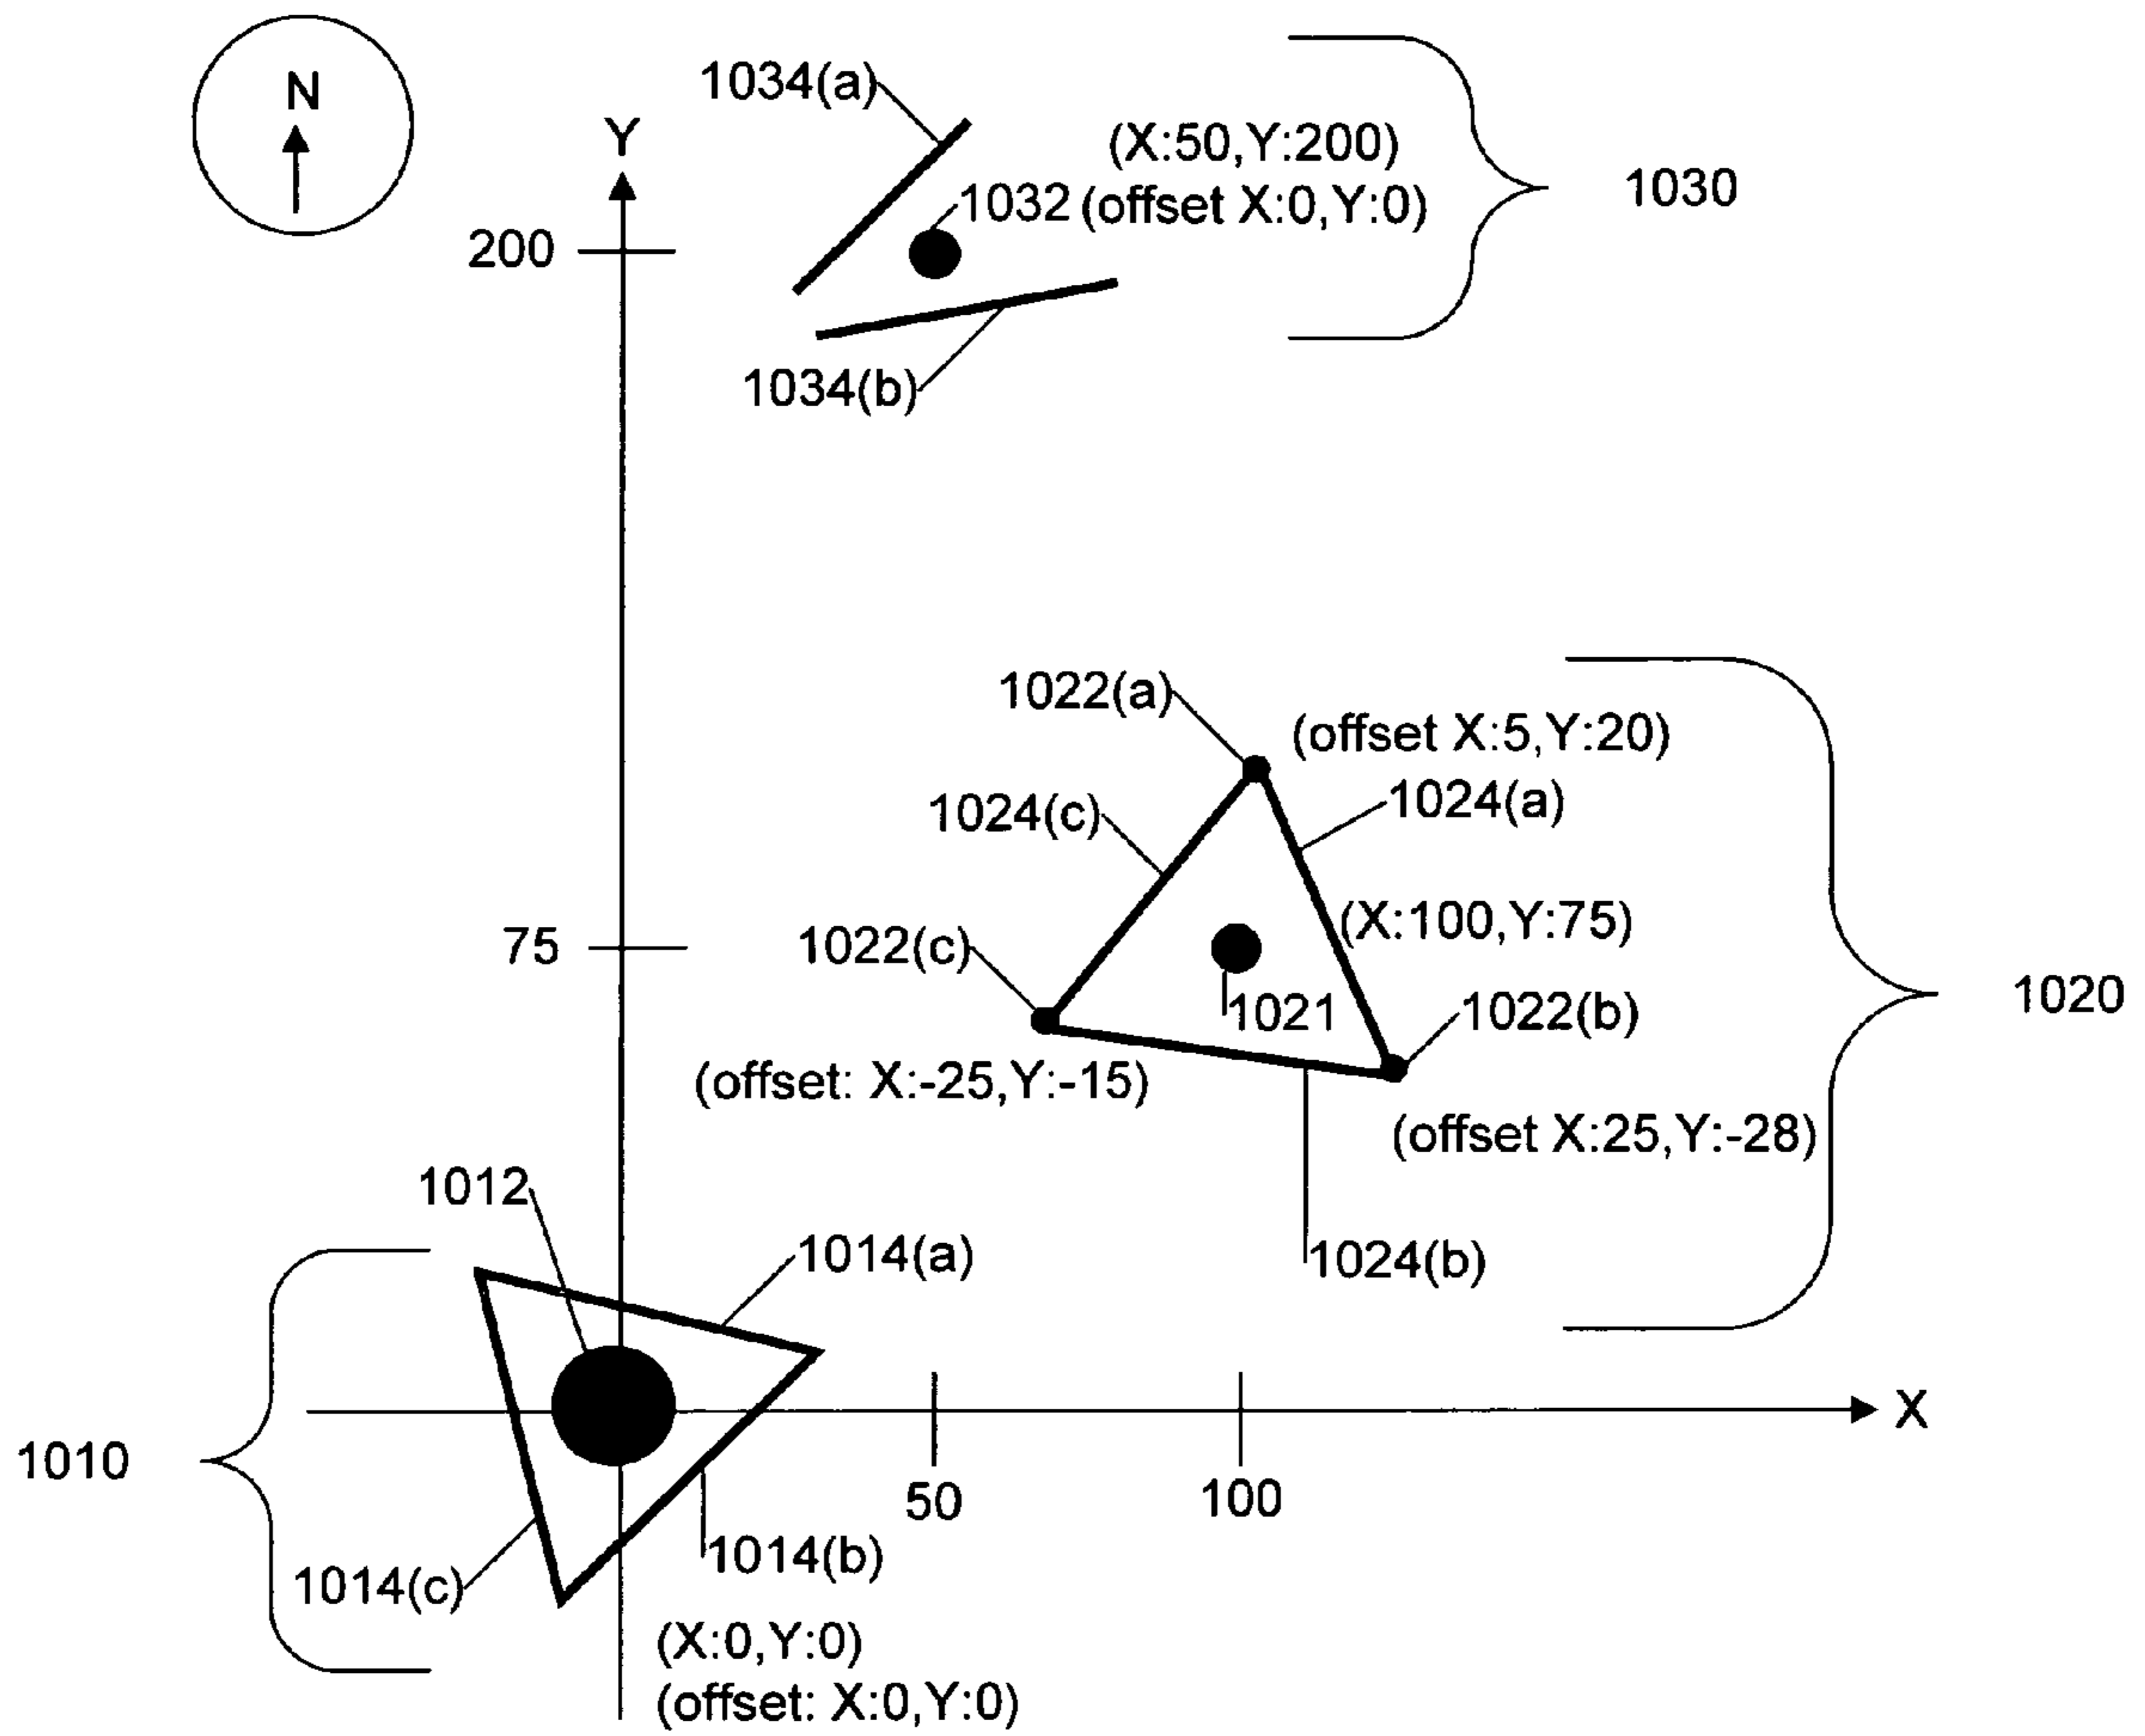 N
1034(a)
Y
(X:50,Y:200)
1032 (offset X:0,Y:0)
1030
200
1034(b)
1022(a)
(offset X:5,Y:20)
1024(a)
1024(c)
(X:100,Y:75)
75
1022(c)
1021
1022(b)
1020
(offset: X:-25,Y:-15)
(offset X:25,Y:-28)
1012
1014(a)
1024(b)
X
1010
50
100
1014(b)
1014(c)
(X:0,Y:0)
(offset: X:0,Y:0)